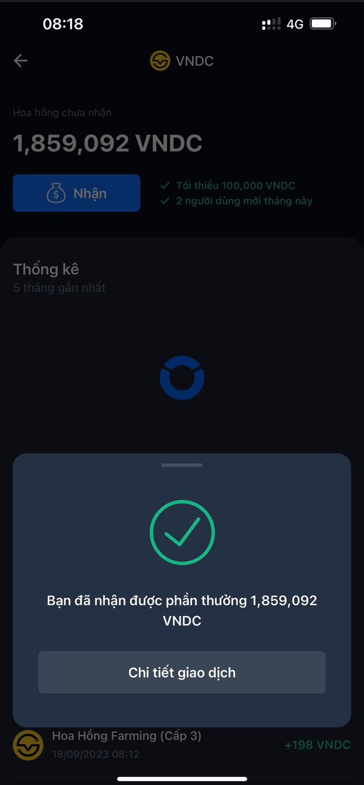 08:18
4G
VNDC
Hoa hồng chưa nhận
1,859,092 VNDC
Nhận
Tối thiểu 100,000 VNDC
2 người dùng mới tháng này
Thống kê
5 tháng gần nhất
Bạn đã nhận được phần thưởng 1,859,092
VNDC
Chi tiết giao dịch
Hoa Hồng Farming (Cấp 3)
+198 VNDC
18/09/2023 08:12